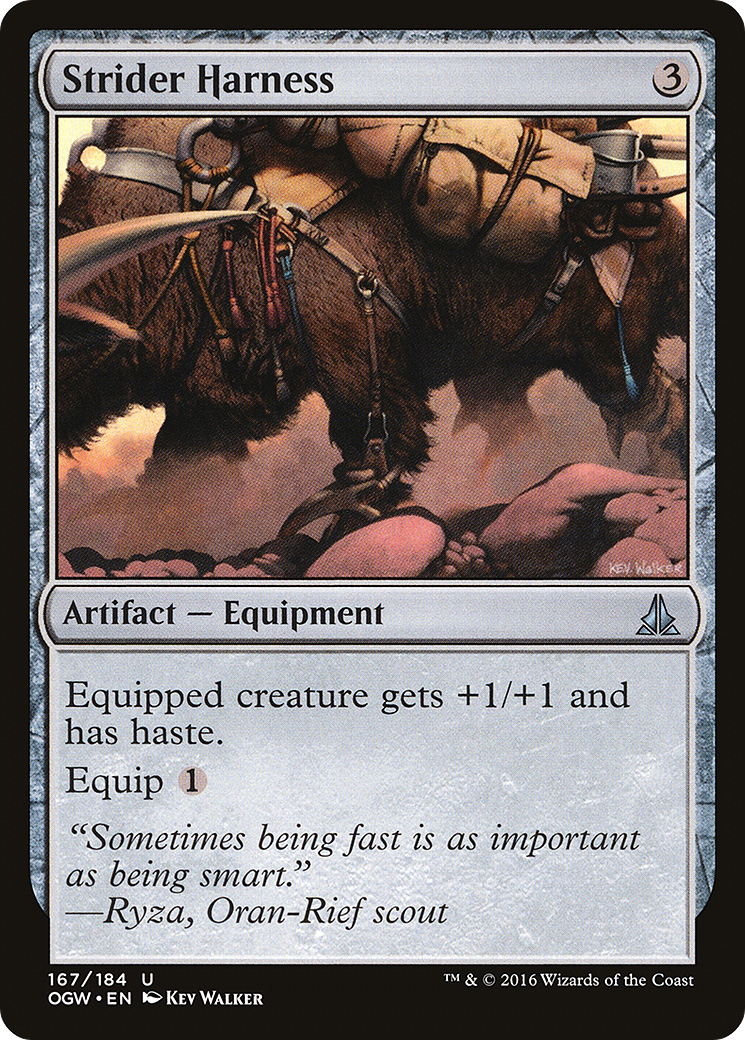 Strider Harness 3
KEV WALKER
Artifact — Equipment
Equipped creature gets +1/+1 and
has haste.
Equip 1
“Sometimes being fast is as important
as being smart.”
—Ryza, Oran-Rief scout
167/184 U
OGW • EN Kev Walker
™ & © 2016 Wizards of the Coast